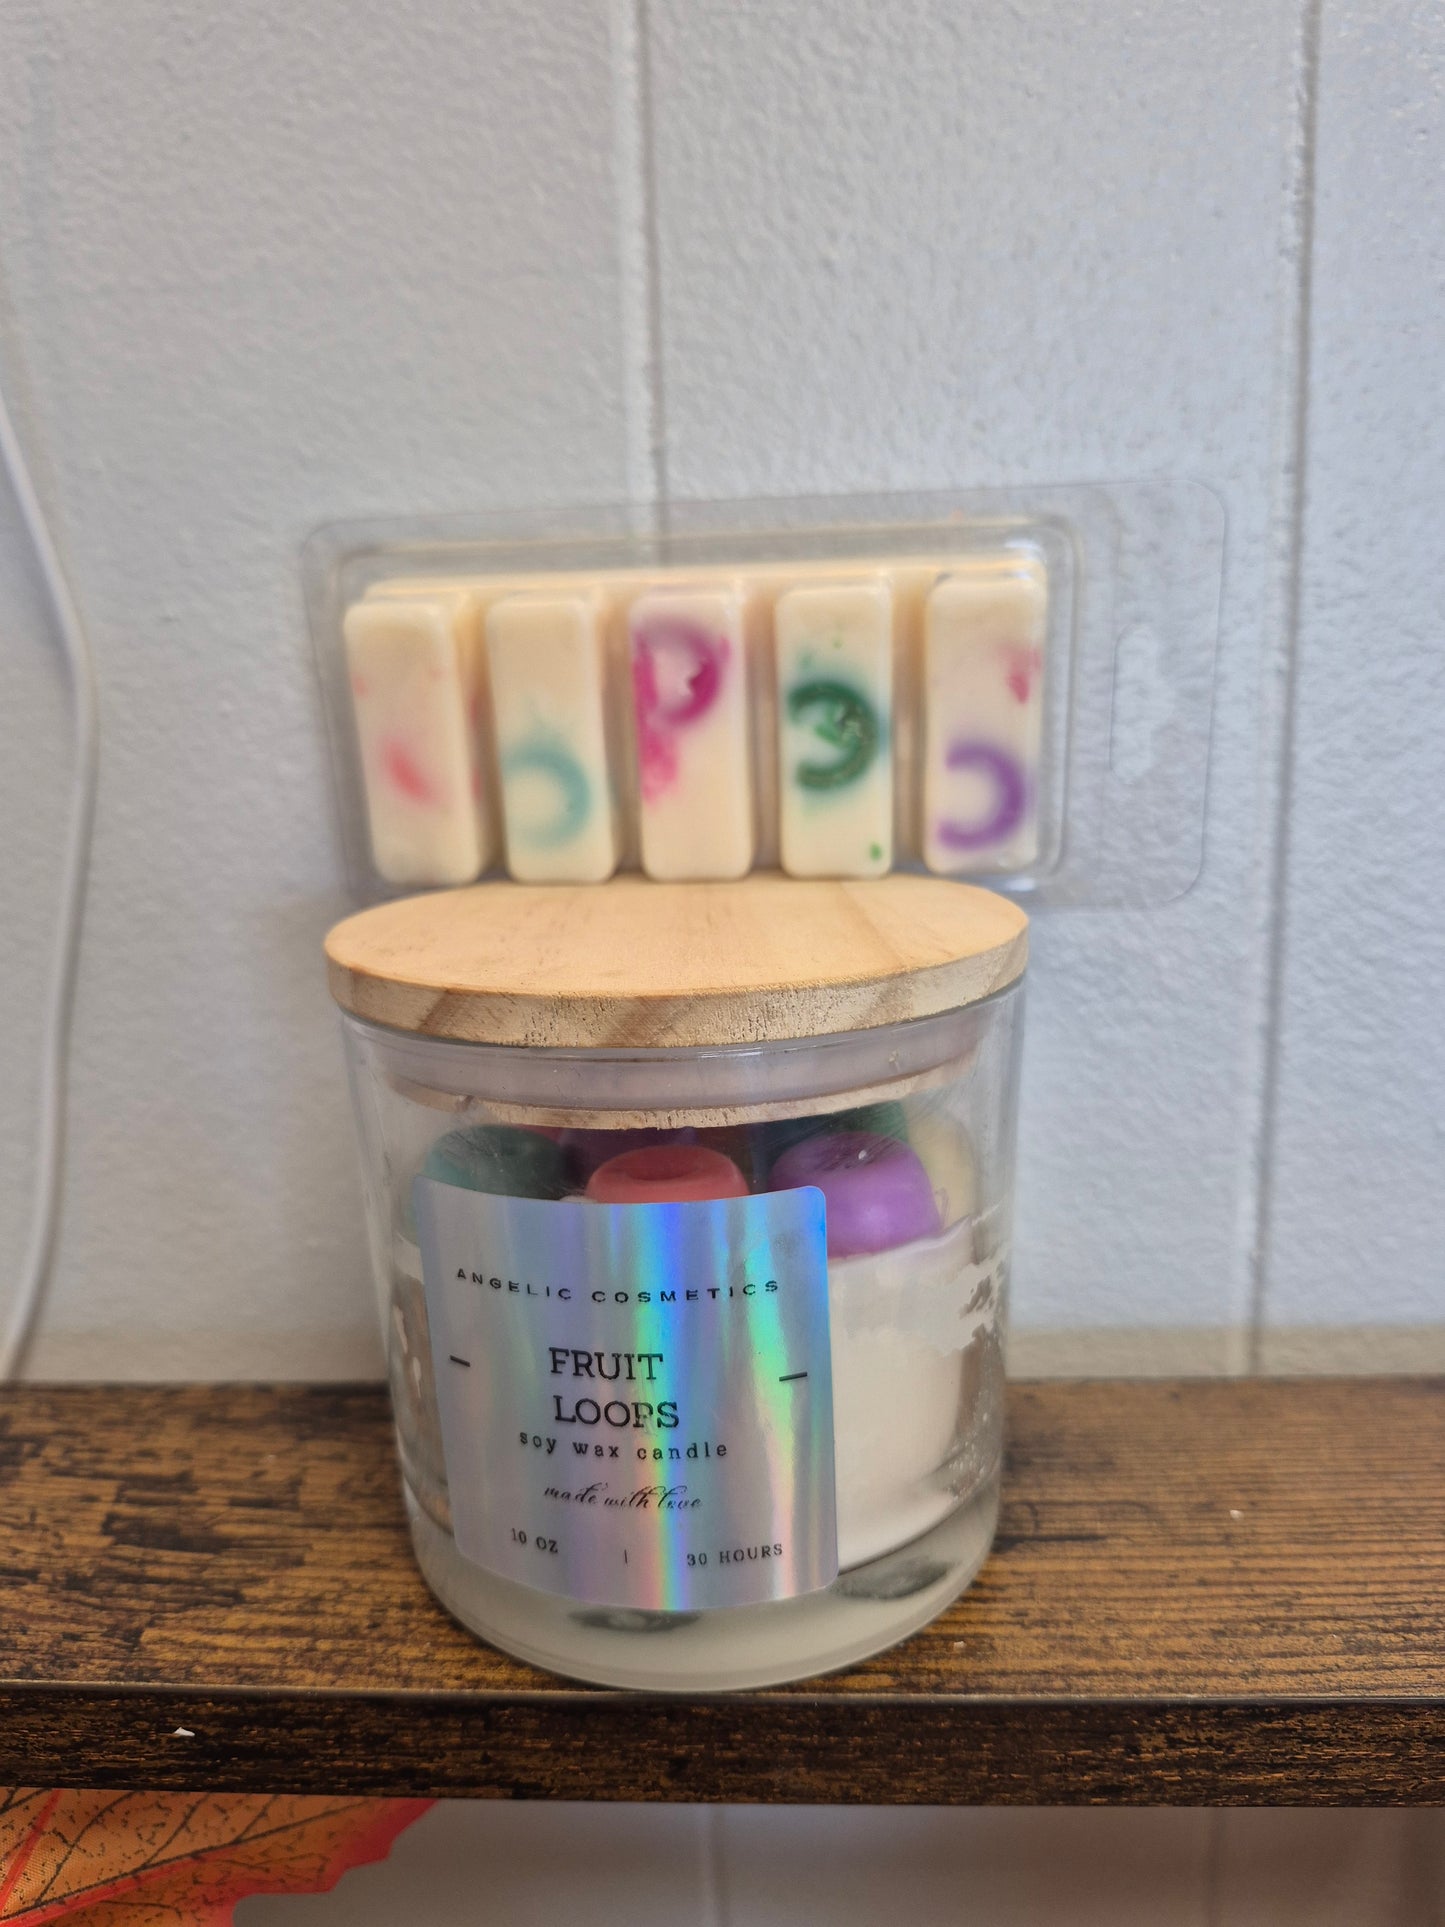 ANGELIC COSMETICS
FRUIT
LOOPS
soy wax candle
made with love
10 OZ | 30 HOURS